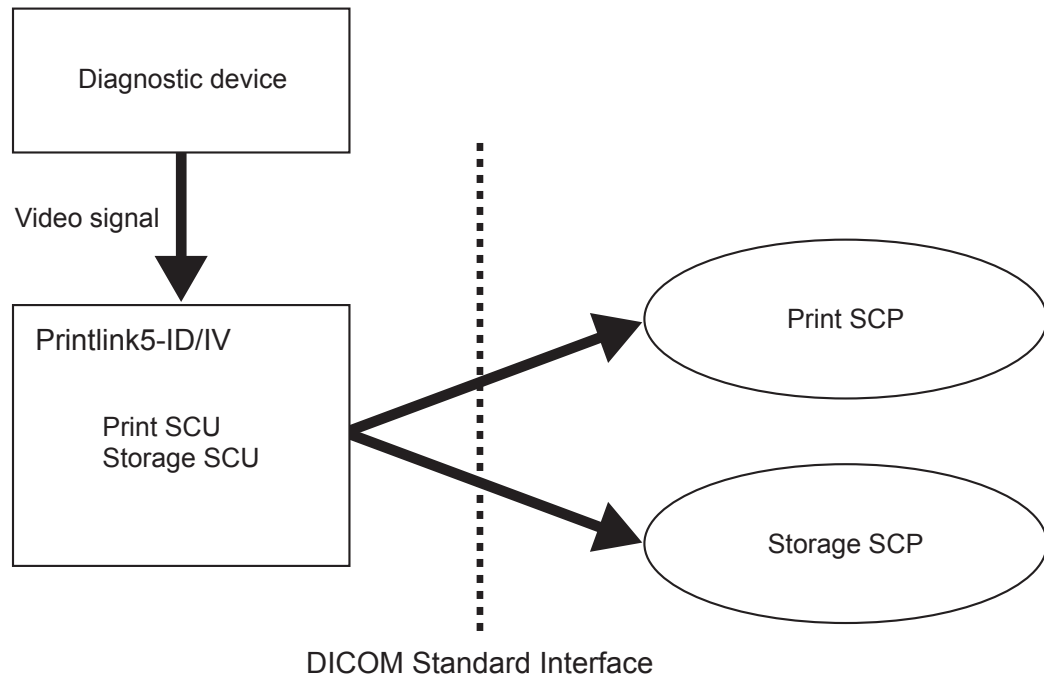 Diagnostic device
Video signal
Printlink5-ID/IV
Print SCU
Storage SCU
Print SCP
Storage SCP
DICOM Standard Interface